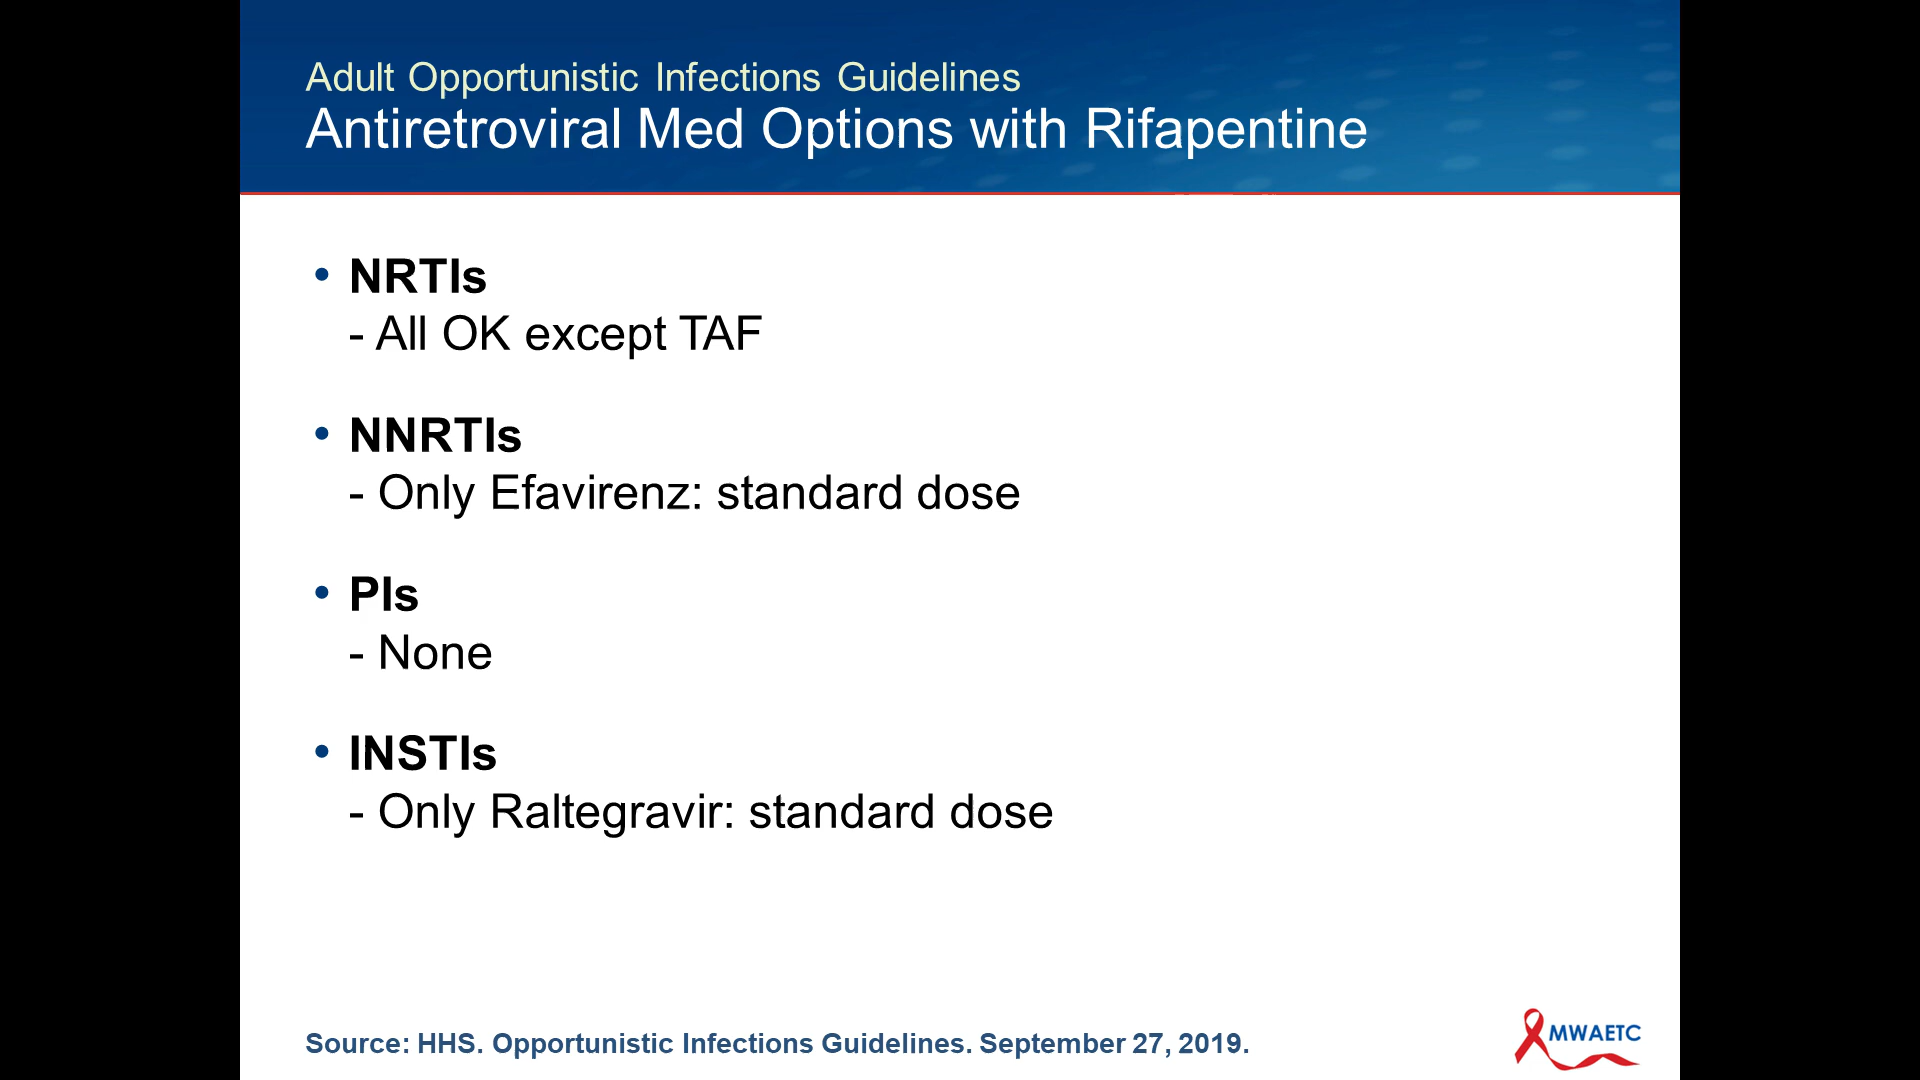 Adult Opportunistic Infections Guidelines
Antiretroviral Med Options with Rifapentine
• NRTIs
- All OK except TAF
• NNRTIs
- Only Efavirenz: standard dose
• PIs
- None
• INSTIs
- Only Raltegravir: standard dose
Source: HHS. Opportunistic Infections Guidelines. September 27, 2019.
MWAETC